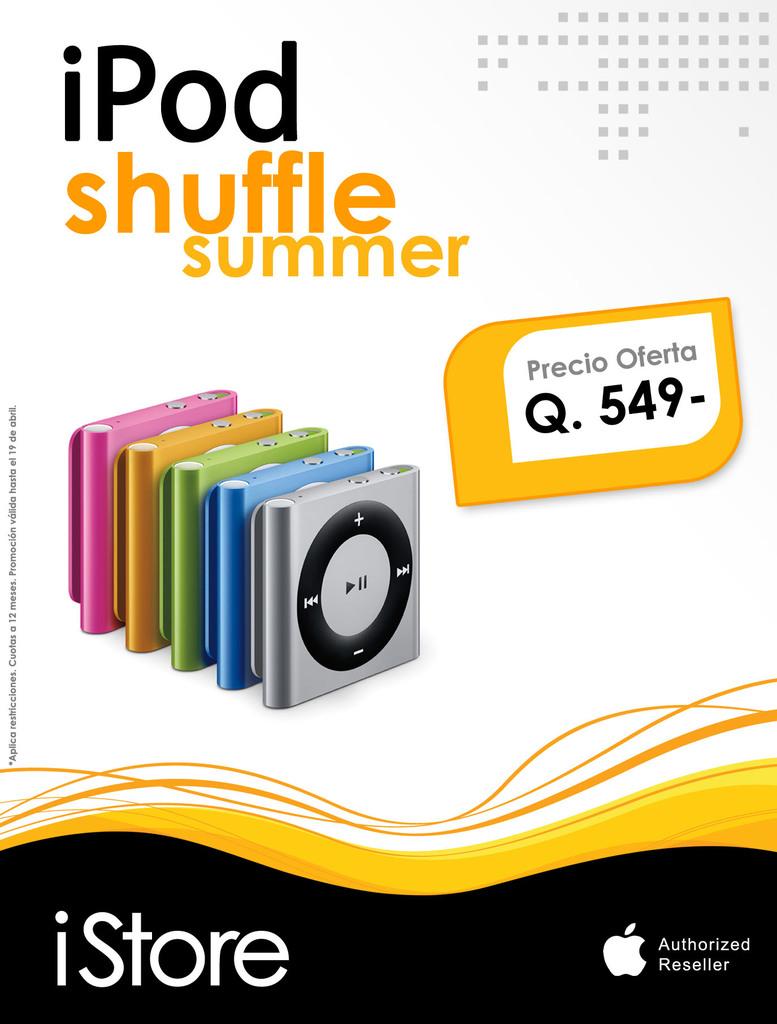 iPod
shuffle
summer
Precio Oferta
Q. 549-
*Aplica restricciones. Cuotas a 12 meses. Promoción válida hasta el 19 de abril.
iStore
Authorized
Reseller